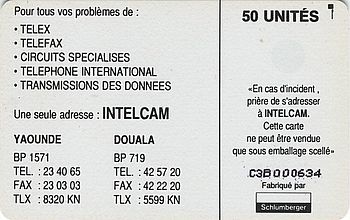 Pour tous vos problèmes de :
• TELEX
• TELEFAX
• CIRCUITS SPECIALISES
• TELEPHONE INTERNATIONAL
• TRANSMISSIONS DES DONNEES
Une seule adresse : INTELCAM
YAOUNDE
BP 1571
TEL. : 23 40 65
FAX : 23 03 03
TLX : 8320 KN
DOUALA
BP 719
TEL. : 42 57 20
FAX : 42 22 20
TLX : 5599 KN
50 UNITÉS
«En cas d'incident,
prière de s'adresser
à INTELCAM.
Cette carte
ne peut être vendue
que sous emballage scellé»
C3B000634
Fabriqué par
Schlumberger